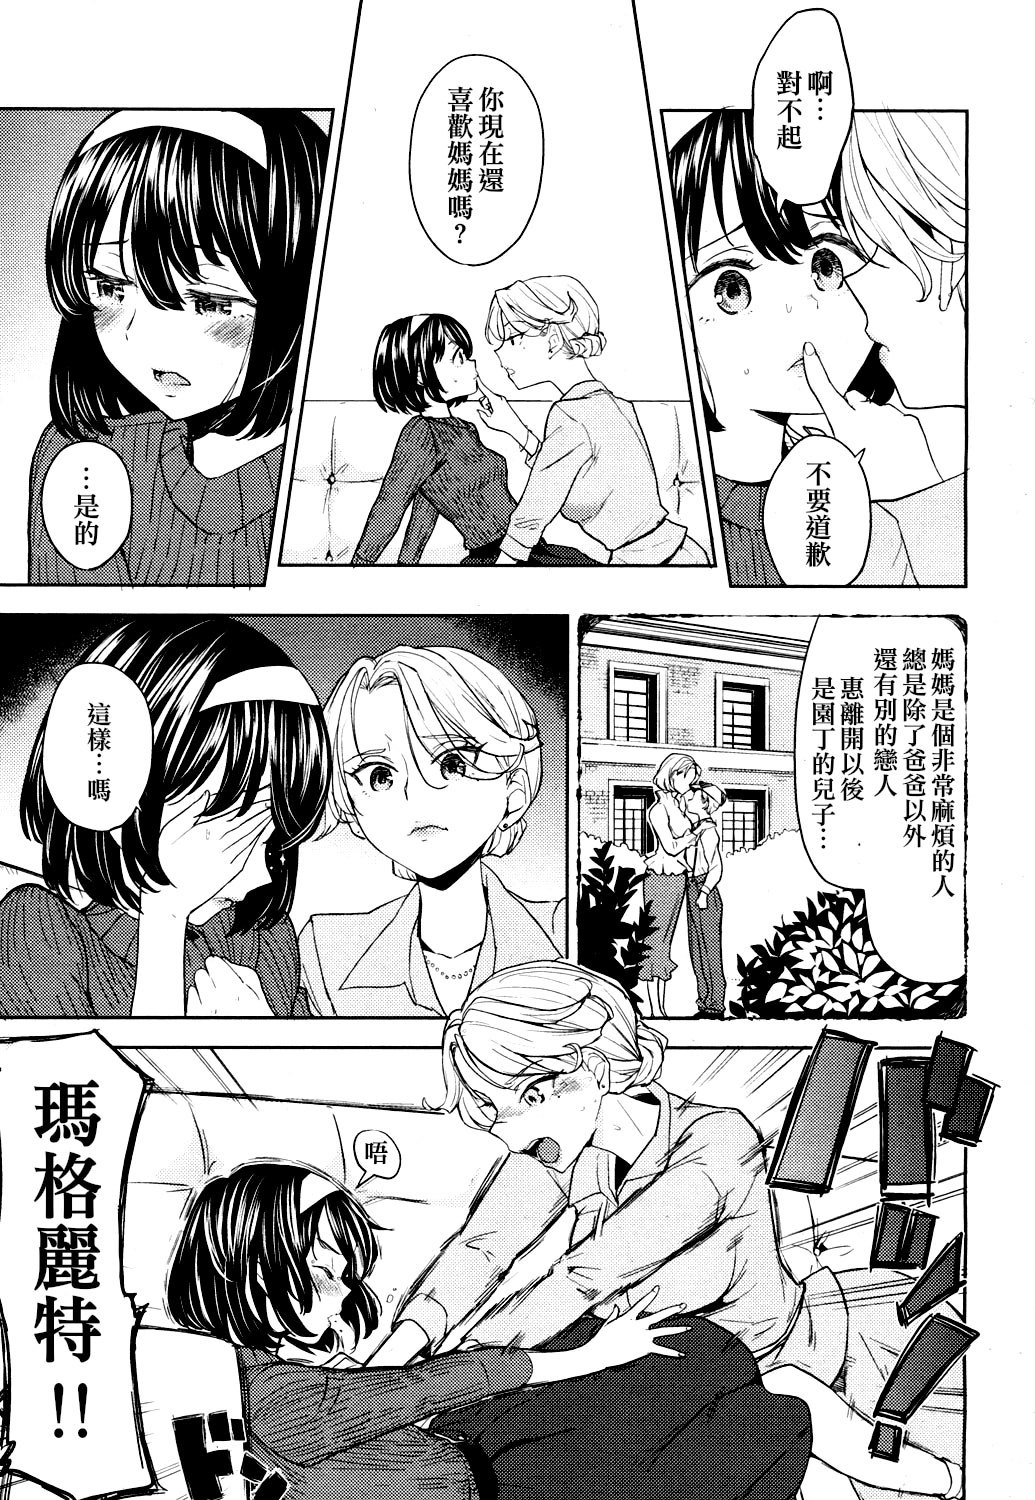 啊…
對不起
不要道歉
你現在還
喜歡媽媽嗎？
…是的
媽媽是個非常麻煩的人
總是除了爸爸以外
還有別的戀人
惠離開以後
是園丁的兒子…
這樣…嗎
唔
瑪格麗特!!
ドドッ